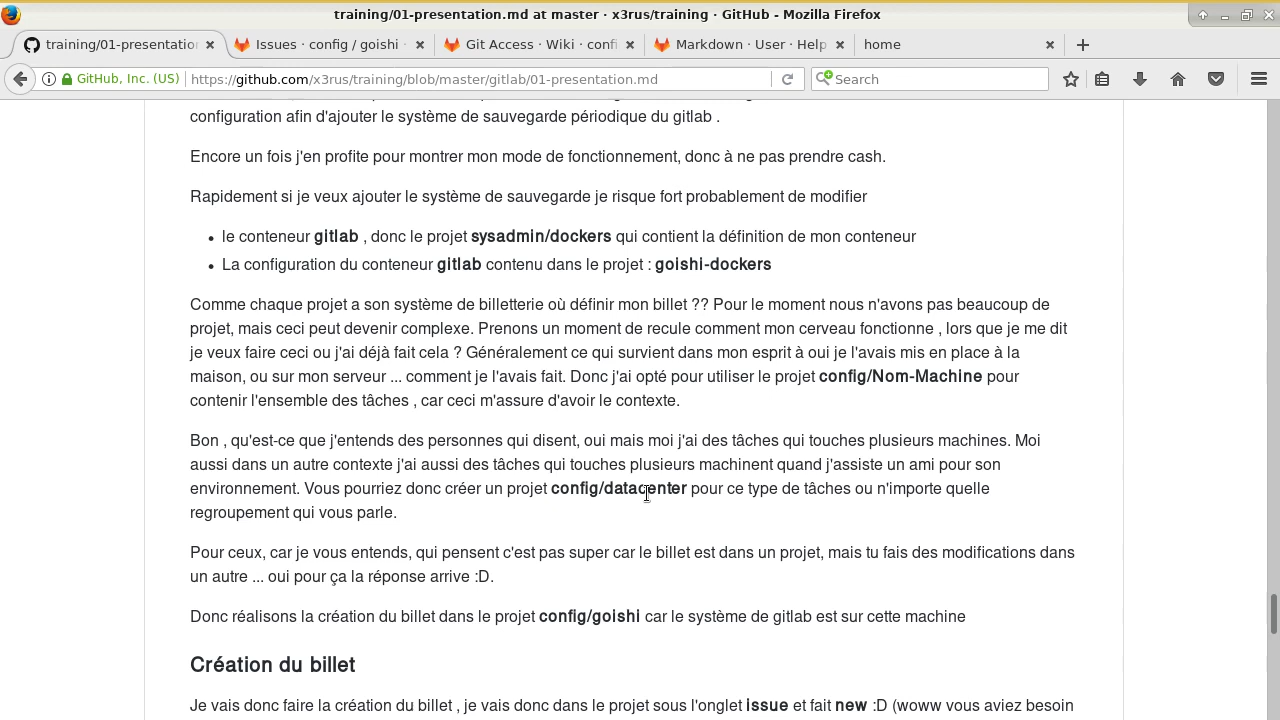 training/01-presentation.md at master · x3rus/training · GitHub - Mozilla Firefox
training/01-presentatio
Issues · config / goishi
Git Access · Wiki · confi
Markdown · User · Help
home
GitHub, Inc. (US)
https://github.com/x3rus/training/blob/master/gitlab/01-presentation.md
Search
configuration afin d'ajouter le système de sauvegarde périodique du gitlab .
Encore un fois j'en profite pour montrer mon mode de fonctionnement, donc à ne pas prendre cash.
Rapidement si je veux ajouter le système de sauvegarde je risque fort probablement de modifier
• le conteneur gitlab , donc le projet sysadmin/dockers qui contient la définition de mon conteneur
• La configuration du conteneur gitlab contenu dans le projet : goishi-dockers
Comme chaque projet a son système de billetterie où définir mon billet ?? Pour le moment nous n'avons pas beaucoup de
projet, mais ceci peut devenir complexe. Prenons un moment de recule comment mon cerveau fonctionne , lors que je me dit
je veux faire ceci ou j'ai déjà fait cela ? Généralement ce qui survient dans mon esprit à oui je l'avais mis en place à la
maison, ou sur mon serveur ... comment je l'avais fait. Donc j'ai opté pour utiliser le projet config/Nom-Machine pour
contenir l'ensemble des tâches , car ceci m'assure d'avoir le contexte.
Bon , qu'est-ce que j'entends des personnes qui disent, oui mais moi j'ai des tâches qui touches plusieurs machines. Moi
aussi dans un autre contexte j'ai aussi des tâches qui touches plusieurs machinent quand j'assiste un ami pour son
environnement. Vous pourriez donc créer un projet config/datacenter pour ce type de tâches ou n'importe quelle
regroupement qui vous parle.
Pour ceux, car je vous entends, qui pensent c'est pas super car le billet est dans un projet, mais tu fais des modifications dans
un autre ... oui pour ça la réponse arrive :D.
Donc réalisons la création du billet dans le projet config/goishi car le système de gitlab est sur cette machine
Création du billet
Je vais donc faire la création du billet , je vais donc dans le projet sous l'onglet issue et fait new :D (woww vous aviez besoin